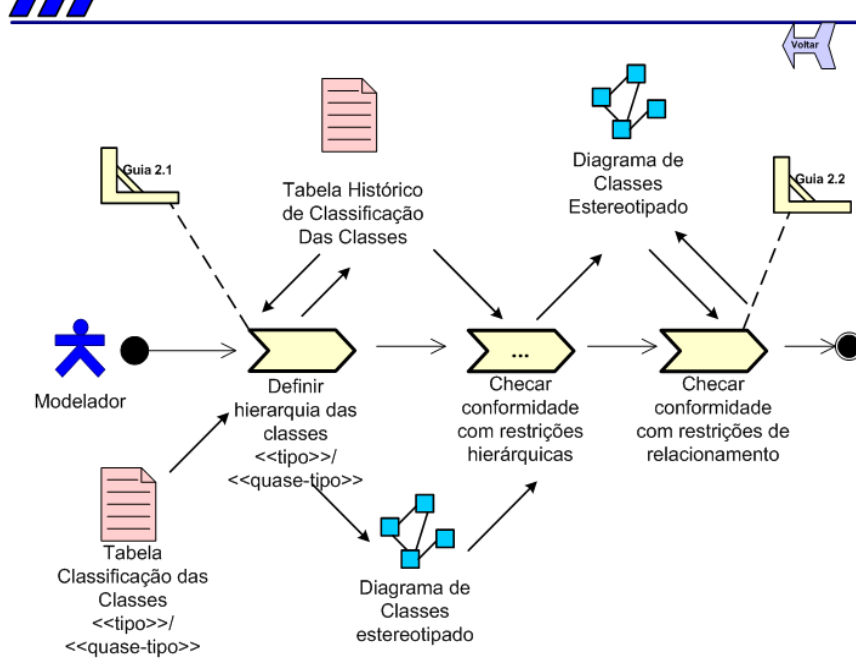 Voltar
Guia 2.1
Tabela Histórico
de Classificação
Das Classes
Diagrama de
Classes
Estereotipado
Guia 2.2
Modelador
Definir
hierarquia das
classes
<<tipo>>/
<<quase-tipo>>
...
Checar
conformidade
com restrições
hierárquicas
Checar
conformidade
com restrições de
relacionamento
Tabela
Classificação das
Classes
<<tipo>>/
<<quase-tipo>>
Diagrama de
Classes
estereotipado